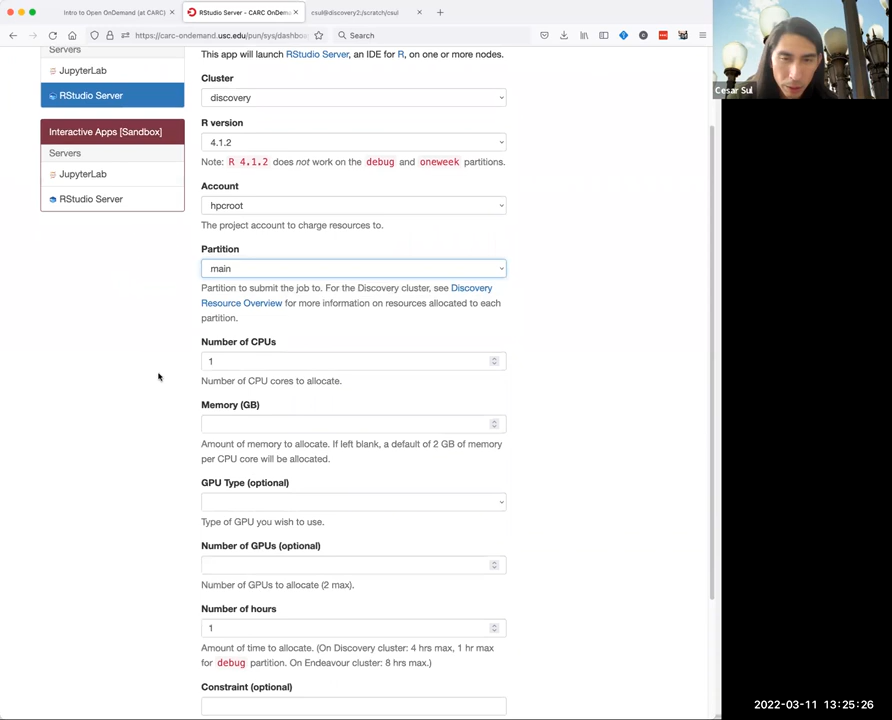 Intro to Open OnDemand (at CARC)
RStudio Server - CARC OnDem
csul@discovery2:/scratch/csul
https://carc-ondemand.usc.edu/pun/sys/dashbo
Search
Servers
JupyterLab
RStudio Server
Interactive Apps [Sandbox]
Servers
JupyterLab
RStudio Server
This app will launch RStudio Server, an IDE for R, on one or more nodes.
Cluster
discovery
R version
4.1.2
Note: R 4.1.2 does not work on the debug and oneweek partitions.
Account
hpcroot
The project account to charge resources to.
Partition
main
Partition to submit the job to. For the Discovery cluster, see Discovery
Resource Overview for more information on resources allocated to each
partition.
Number of CPUs
1
Number of CPU cores to allocate.
Memory (GB)
Amount of memory to allocate. If left blank, a default of 2 GB of memory
per CPU core will be allocated.
GPU Type (optional)
Type of GPU you wish to use.
Number of GPUs (optional)
Number of GPUs to allocate (2 max).
Number of hours
1
Amount of time to allocate. (On Discovery cluster: 4 hrs max, 1 hr max
for debug partition. On Endeavour cluster: 8 hrs max.)
Constraint (optional)
Cesar Sul
2022-03-11 13:25:26